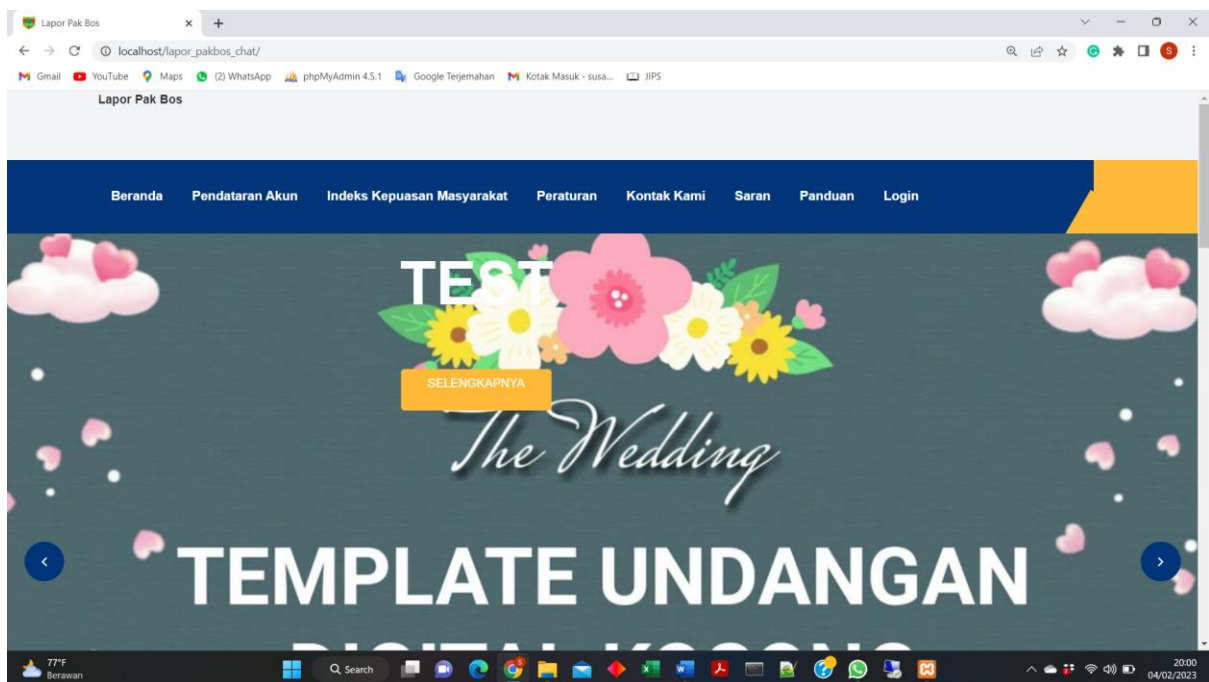 Lapor Pak Bos
localhost/lapor_pakbos_chat/
S
Gmail YouTube Maps (2) WhatsApp phpMyAdmin 4.5.1 Google Terjemahan Kotak Masuk - susa... JIPS
Lapor Pak Bos
Beranda Pendataran Akun Indeks Kepuasan Masyarakat Peraturan Kontak Kami Saran Panduan Login
TEST
SELENGKAPNYA
The Wedding
TEMPLATE UNDANGAN
DIGITAL KOSONG
77°F
Berawan
Search
20:00
04/02/2023